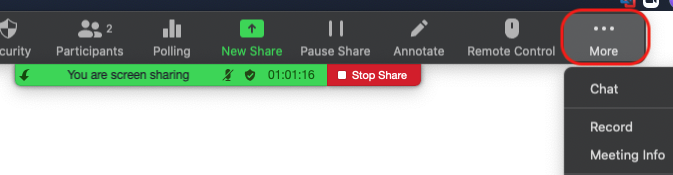 curity Participants 2 Polling New Share Pause Share Annotate Remote Control More
You are screen sharing 01:01:16 Stop Share
Chat
Record
Meeting Info